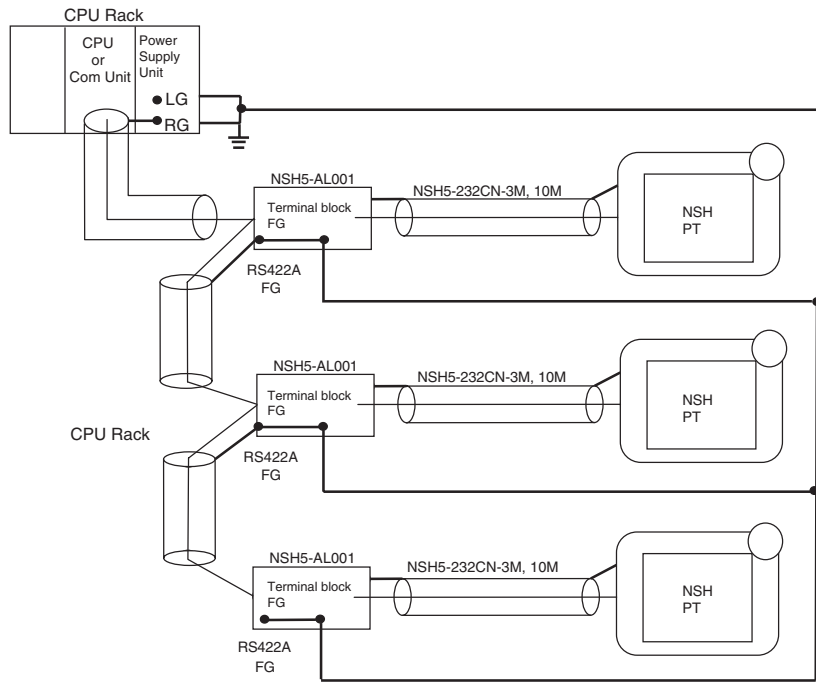 CPU Rack
CPU
or
Com Unit
Power
Supply
Unit
LG
RG
NSH5-AL001
Terminal block
FG
RS422A
FG
NSH5-232CN-3M, 10M
NSH
PT
NSH5-AL001
Terminal block
FG
RS422A
FG
NSH5-232CN-3M, 10M
NSH
PT
CPU Rack
NSH5-AL001
Terminal block
FG
RS422A
FG
NSH5-232CN-3M, 10M
NSH
PT